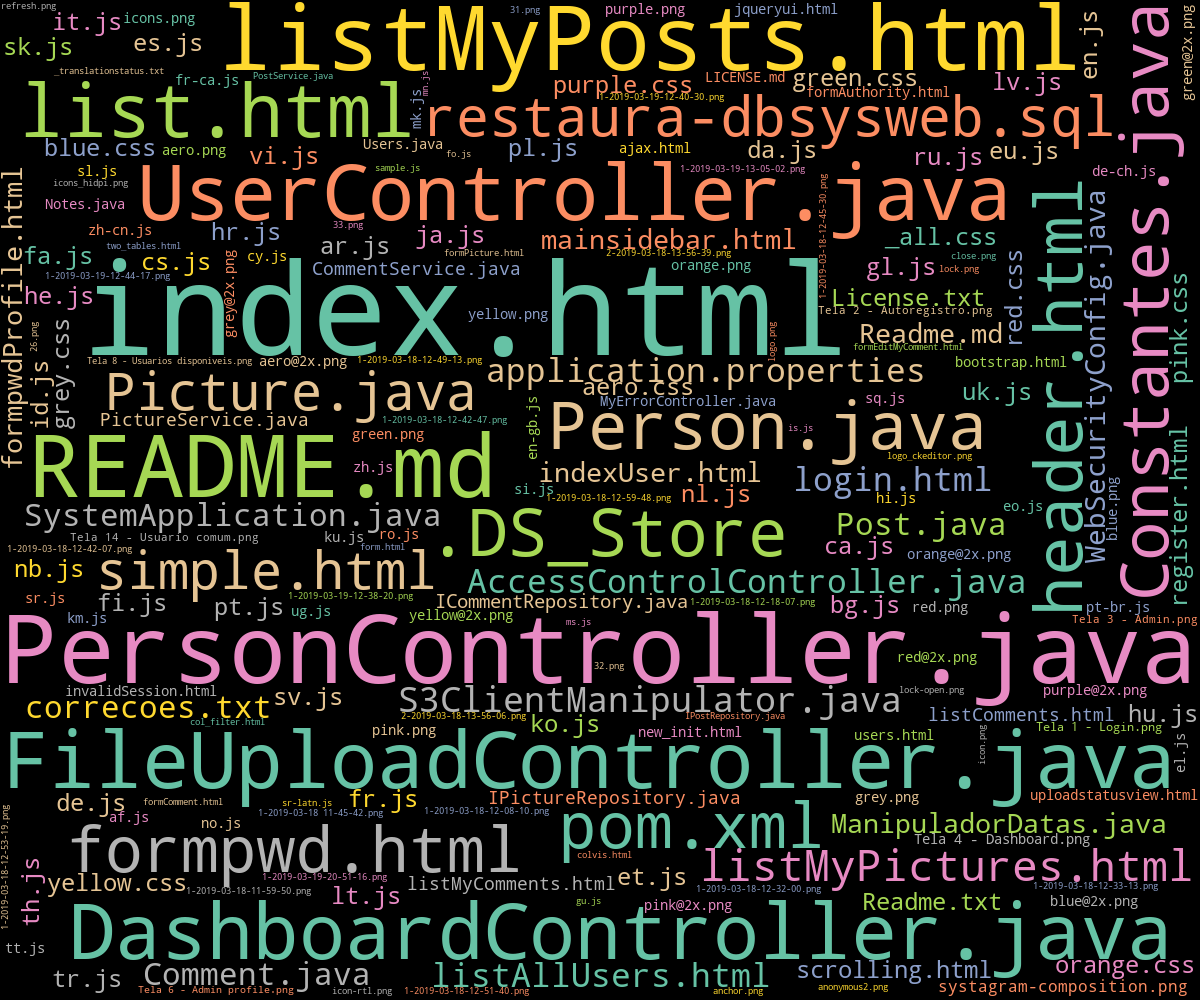 refresh.png
it.js
icons.png
listMyPosts.html
31.png
purple.png
jqueryui.html
en.js
Constantes.java
green@2x.png
sk.js
es.js
_translationstatus.txt
fr-ca.js
PostService.java
mn.js
purple.css
LICENSE.md
green.css
lv.js
list.html
mk.js
restaura-dbsysweb.sql
1-2019-03-19-12-40-30.png
formAuthority.html
blue.css
aero.png
vi.js
Users.java
fo.js
pl.js
ajax.html
da.js
ru.js
eu.js
formpwdProfile.html
sl.js
icons_hidpi.png
UserController.java
sample.js
1-2019-03-19-13-05-02.png
de-ch.js
Notes.java
1-2019-03-18-12-45-30.png
header.html
WebSecurityConfig.java
zh-cn.js
hr.js
33.png
ar.js
ja.js
mainsidebar.html
_all.css
fa.js
two_tables.html
cs.js
grey@2x.png
cy.js
formPicture.html
2-2019-03-18-13-56-39.png
close.png
red.css
he.js
1-2019-03-19-12-44-17.png
index.html
CommentService.java
orange.png
gl.js
lock.png
pink.css
26.png
grey.css
yellow.png
logo.png
License.txt
Tela 2 - Autoregistro.png
Readme.md
id.js
Tela 8 - Usuarios disponiveis.png
aero@2x.png
1-2019-03-18-12-49-13.png
formEditMyComment.html
bootstrap.html
Picture.java
application.properties
aero.css
uk.js
PictureService.java
1-2019-03-18-12-42-47.png
en-gb.js
MyErrorController.java
sq.js
Person.java
is.js
README.md
green.png
zh.js
logo_ckeditor.png
register.html
indexUser.html
login.html
blue.png
si.js
1-2019-03-18-12-59-48.png
nl.js
hi.js
eo.js
SystemApplication.java
.DS_Store
Post.java
Tela 14 - Usuario comum.png
ku.js
ro.js
1-2019-03-18-12-42-07.png
form.html
ca.js
orange@2x.png
nb.js
simple.html
AccessControlController.java
sr.js
fi.js
pt.js
1-2019-03-19-12-38-20.png
ug.js
ICommentRepository.java
1-2019-03-18-12-18-07.png
bg.js
red.png
pt-br.js
km.js
yellow@2x.png
ms.js
Tela 3 - Admin.png
PersonController.java
32.png
red@2x.png
invalidSession.html
sv.js
S3ClientManipulator.java
lock-open.png
purple@2x.png
correcoes.txt
col_filter.html
2-2019-03-18-13-56-06.png
ko.js
IPostRepository.java
listComments.html
hu.js
pink.png
new_init.html
users.html
icon.png
Tela 1 - Login.png
el.js
FileUploadController.java
de.js
formComment.html
sr-latn.js
fr.js
IPictureRepository.java
grey.png
uploadstatusview.html
1-2019-03-18-12-53-19.png
af.js
no.js
1-2019-03-18 11-45-42.png
1-2019-03-18-12-08-10.png
formpwd.html
pom.xml
ManipuladorDatas.java
Tela 4 - Dashboard.png
colvis.html
th.js
listMyPictures.html
yellow.css
1-2019-03-19-20-51-16.png
1-2019-03-18-11-59-50.png
listMyComments.html
et.js
1-2019-03-18-12-32-00.png
1-2019-03-18-12-33-13.png
lt.js
gu.js
pink@2x.png
Readme.txt
blue@2x.png
DashboardController.java
tt.js
tr.js
Comment.java
listAllUsers.html
scrolling.html
orange.css
Tela 6 - Admin profile.png
icon-rtl.png
1-2019-03-18-12-51-40.png
anchor.png
anonymous2.png
systagram-composition.png